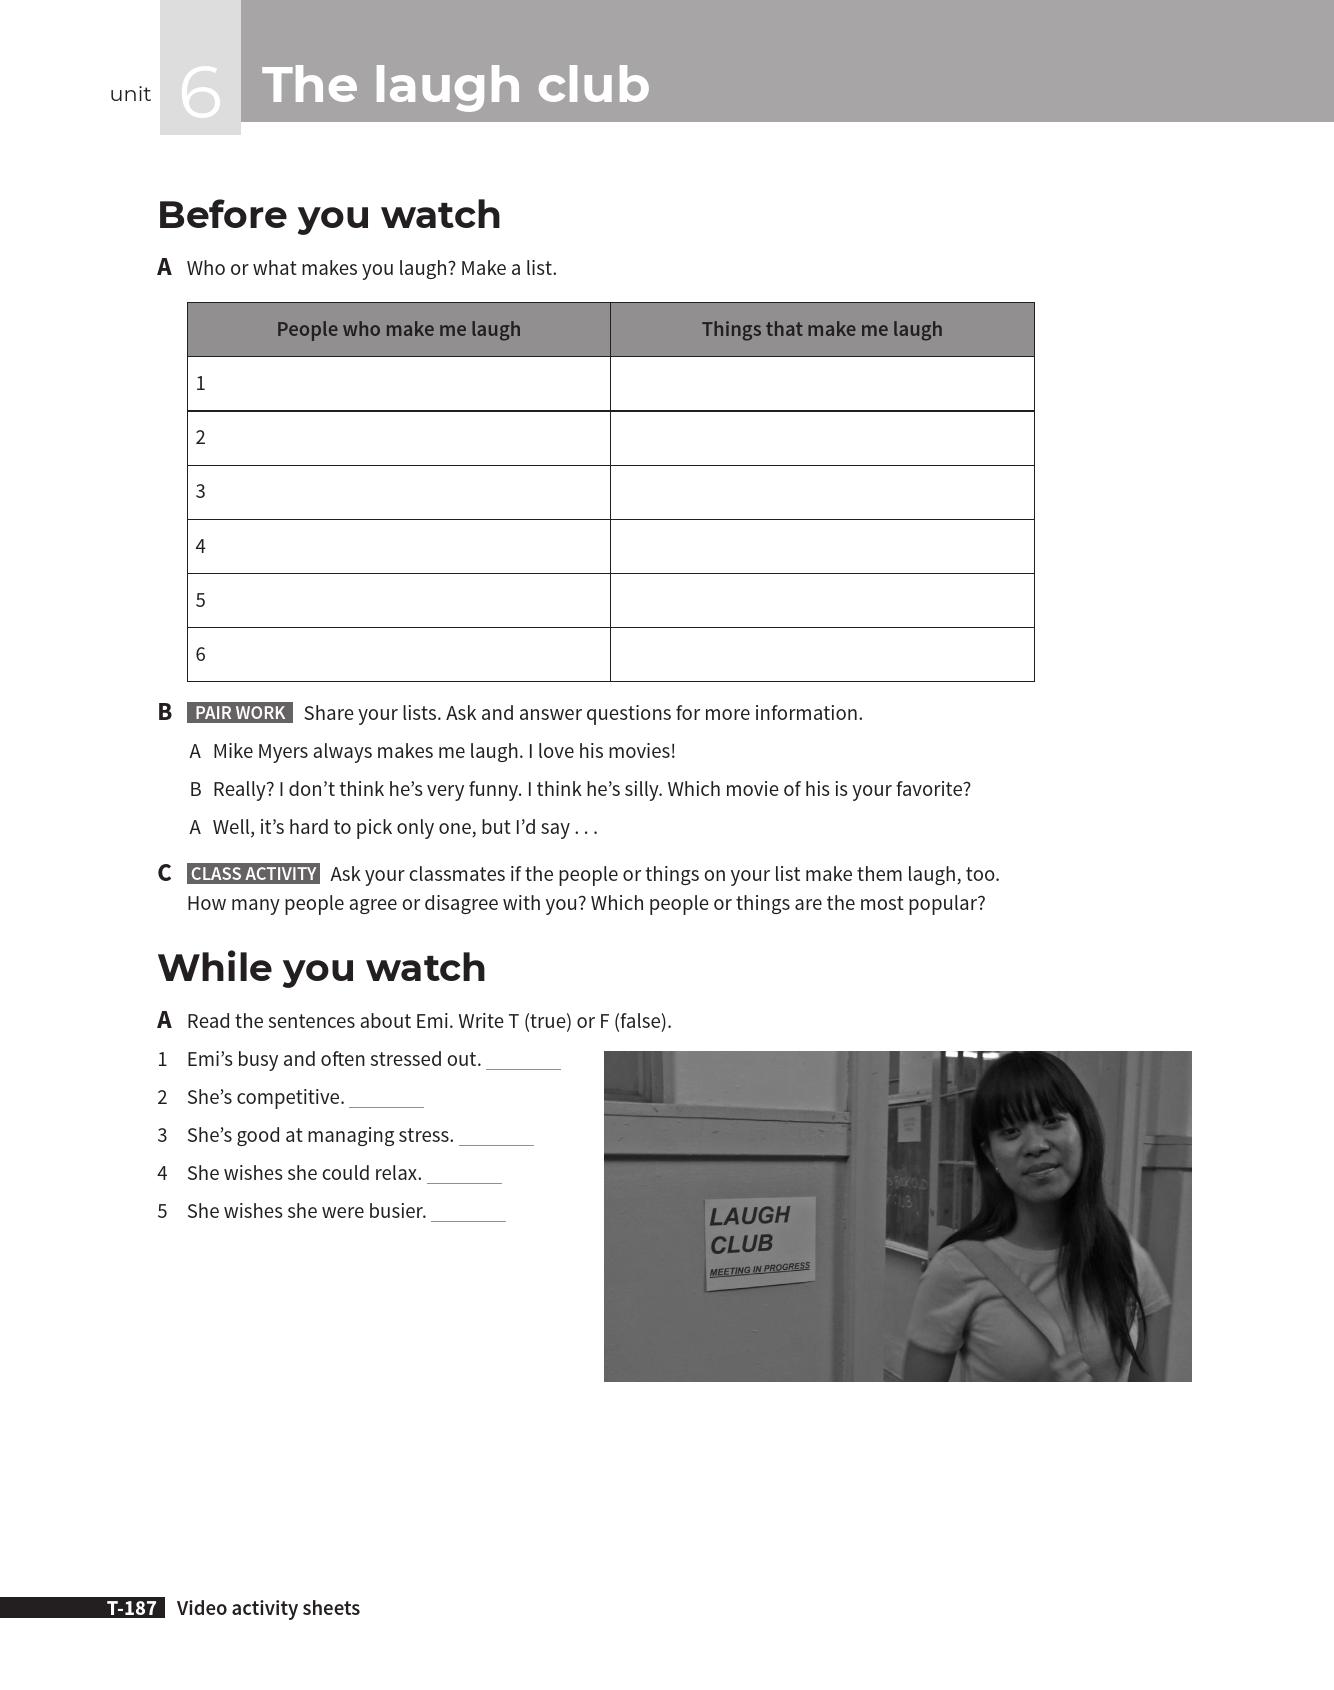 unit 6 The laugh club
Before you watch
A Who or what makes you laugh? Make a list.
People who make me laugh Things that make me laugh
1
2
3
4
5
6
B PAIR WORK Share your lists. Ask and answer questions for more information.
A Mike Myers always makes me laugh. I love his movies!
B Really? I don’t think he’s very funny. I think he’s silly. Which movie of his is your favorite?
A Well, it’s hard to pick only one, but I’d say . . .
C CLASS ACTIVITY Ask your classmates if the people or things on your list make them laugh, too.
How many people agree or disagree with you? Which people or things are the most popular?
While you watch
A Read the sentences about Emi. Write T (true) or F (false).
1 Emi’s busy and often stressed out. ________
2 She’s competitive. ________
3 She’s good at managing stress. ________
4 She wishes she could relax. ________
5 She wishes she were busier. ________
LAUGH
CLUB
MEETING IN PROGRESS
T-187 Video activity sheets